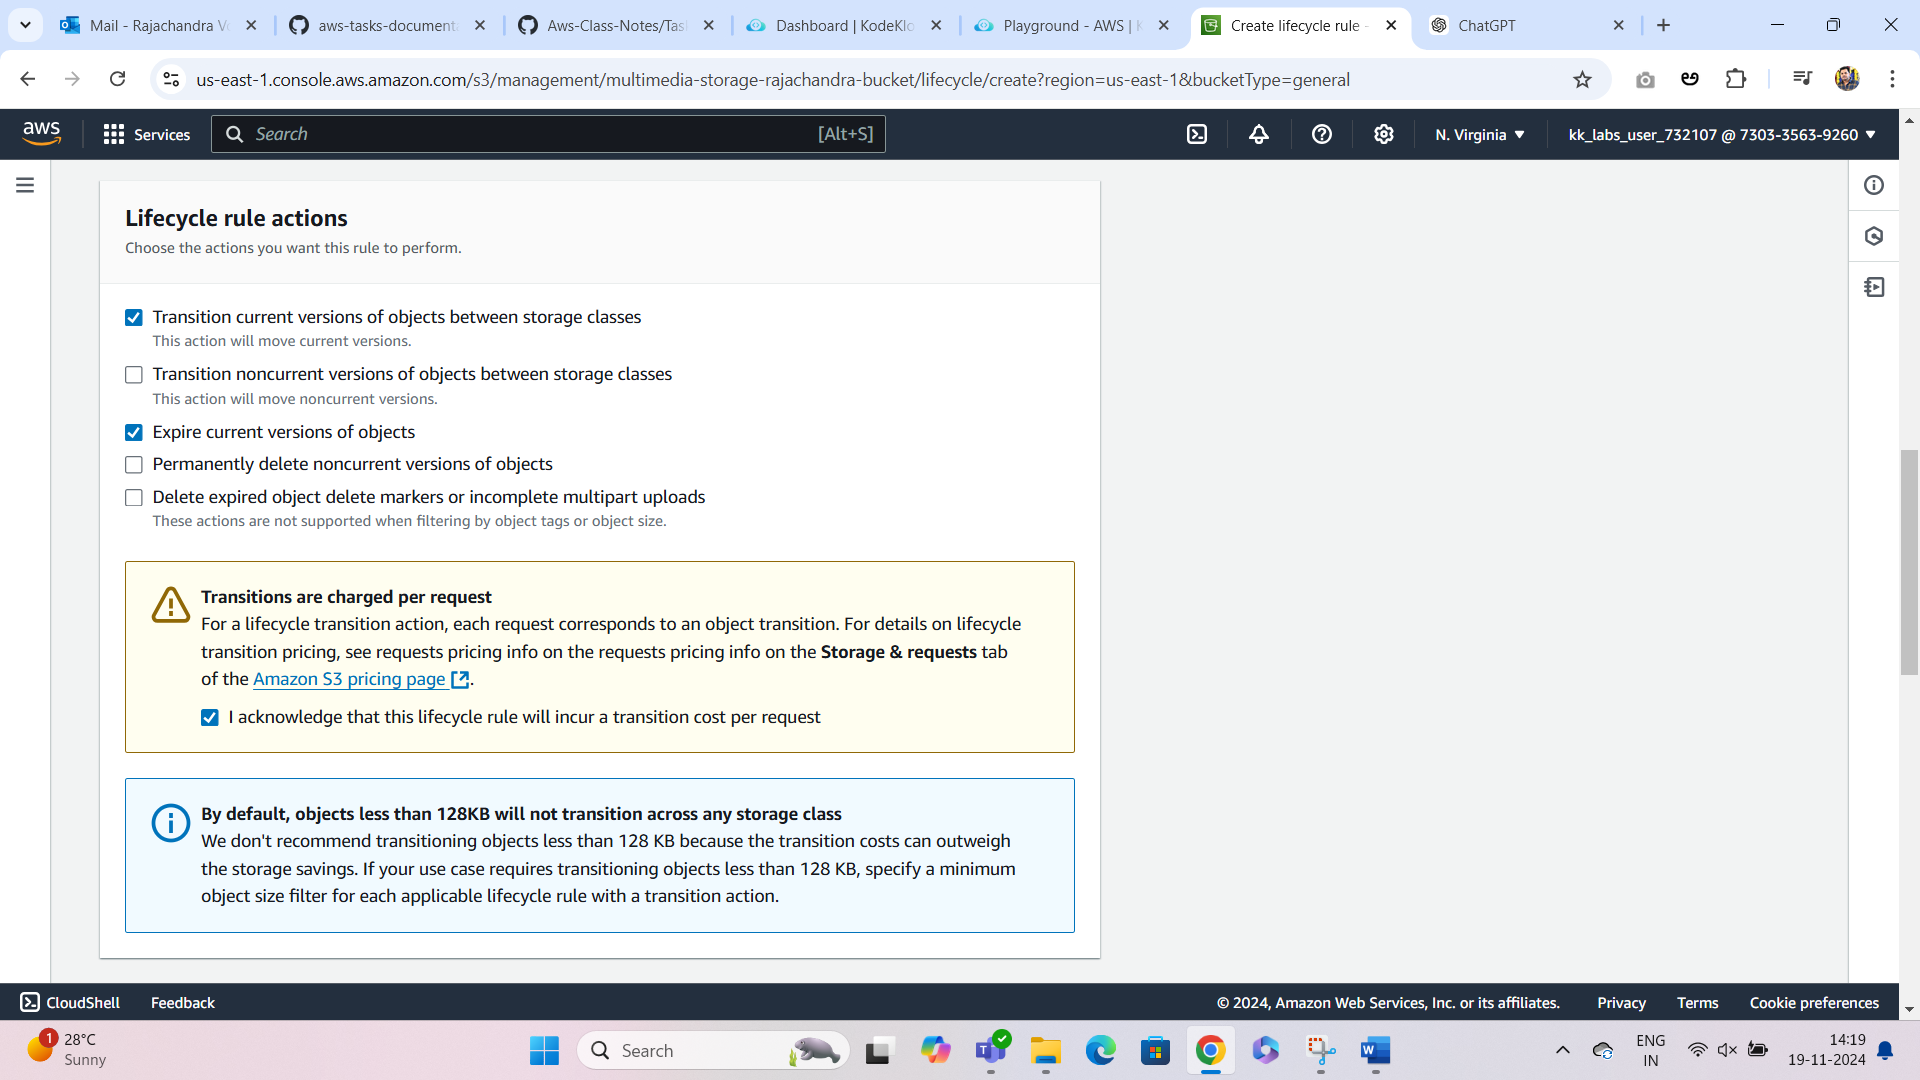 Mail - Rajachandra Vo
aws-tasks-documenta
Aws-Class-Notes/Task
Dashboard | KodeKlo
Playground - AWS | K
Create lifecycle rule -
ChatGPT
us-east-1.console.aws.amazon.com/s3/management/multimedia-storage-rajachandra-bucket/lifecycle/create?region=us-east-1&bucketType=general
aws
Services
Search
[Alt+S]
N. Virginia
kk_labs_user_732107 @ 7303-3563-9260
Lifecycle rule actions
Choose the actions you want this rule to perform.
Transition current versions of objects between storage classes
This action will move current versions.
Transition noncurrent versions of objects between storage classes
This action will move noncurrent versions.
Expire current versions of objects
Permanently delete noncurrent versions of objects
Delete expired object delete markers or incomplete multipart uploads
These actions are not supported when filtering by object tags or object size.
Transitions are charged per request
For a lifecycle transition action, each request corresponds to an object transition. For details on lifecycle
transition pricing, see requests pricing info on the requests pricing info on the Storage & requests tab
of the Amazon S3 pricing page.
I acknowledge that this lifecycle rule will incur a transition cost per request
By default, objects less than 128KB will not transition across any storage class
We don't recommend transitioning objects less than 128 KB because the transition costs can outweigh
the storage savings. If your use case requires transitioning objects less than 128 KB, specify a minimum
object size filter for each applicable lifecycle rule with a transition action.
CloudShell
Feedback
© 2024, Amazon Web Services, Inc. or its affiliates.
Privacy
Terms
Cookie preferences
1
28°C
Sunny
Search
ENG
IN
14:19
19-11-2024